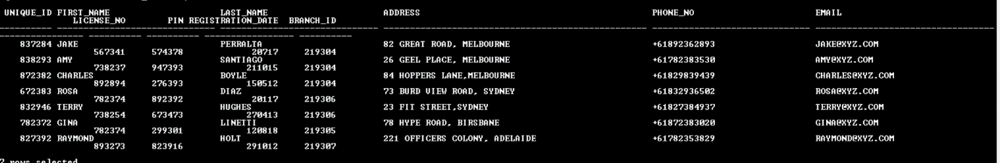 UNIQUE_ID FIRST_NAME LAST_NAME ADDRESS PHONE_NO EMAIL
LICENSE_NO PIN REGISTRATION_DATE BRANCH_ID
837284 JAKE PERRALTA 82 GREAT ROAD, MELBOURNE +61892362893 JAKE@XYZ.COM
567341 574378 20717 219304
838293 AMY SANTIAGO 26 GEEL PLACE, MELBOURNE +61782383530 AMY@XYZ.COM
738237 947393 211015 219304
872382 CHARLES BOYLE 84 HOPPERS LANE,MELBOURNE +61829839439 CHARLES@XYZ.COM
892894 276393 150512 219304
672383 ROSA DIAZ 73 BURD VIEW ROAD, SYDNEY +61832936502 ROSA@XYZ.COM
782374 892392 20117 219306
832946 TERRY HUGHES 23 FIT STREET,SYDNEY +61827384937 TERRY@XYZ.COM
738254 673473 270413 219306
782372 GINA LINETTI 78 HYPE ROAD, BIRSBANE +61872383020 GINA@XYZ.COM
782374 299301 120818 219305
827392 RAYMOND HOLT 221 OFFICERS COLONY, ADELAIDE +61782353829 RAYMOND@XYZ.COM
893273 823916 291012 219307
7 rows selected